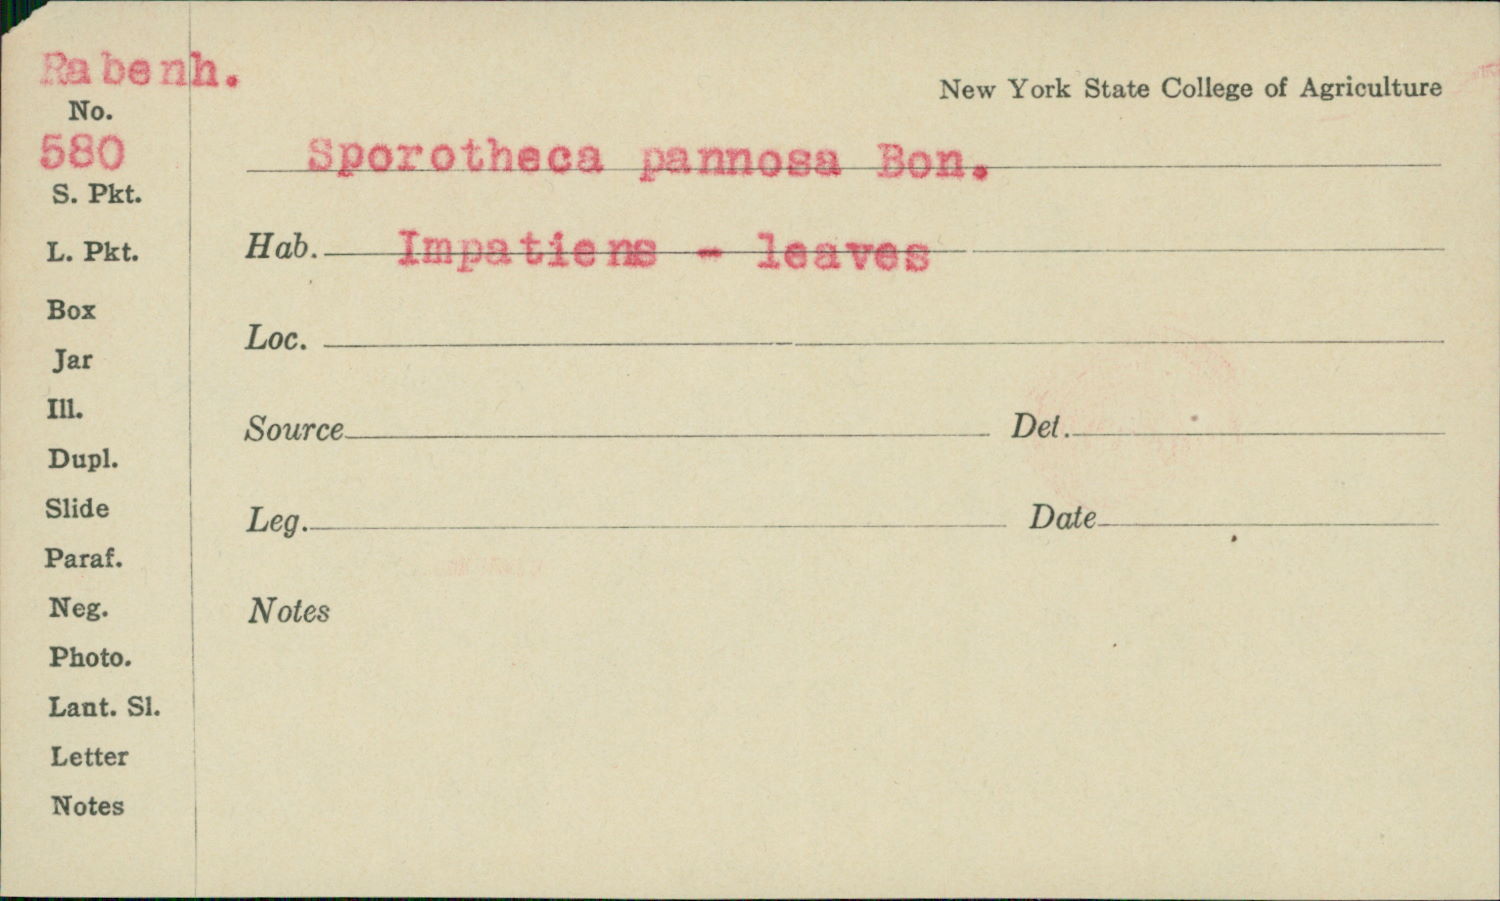 Rabenh.
New York State College of Agriculture
No.
580
Sporotheca pannosa Bon.
S. Pkt.
L. Pkt.
Hab. Impatiens - leaves
Box
Loc.
Jar
Ill.
Source Det.
Dupl.
Slide
Leg. Date
Paraf.
Neg.
Notes
Photo.
Lant. Sl.
Letter
Notes